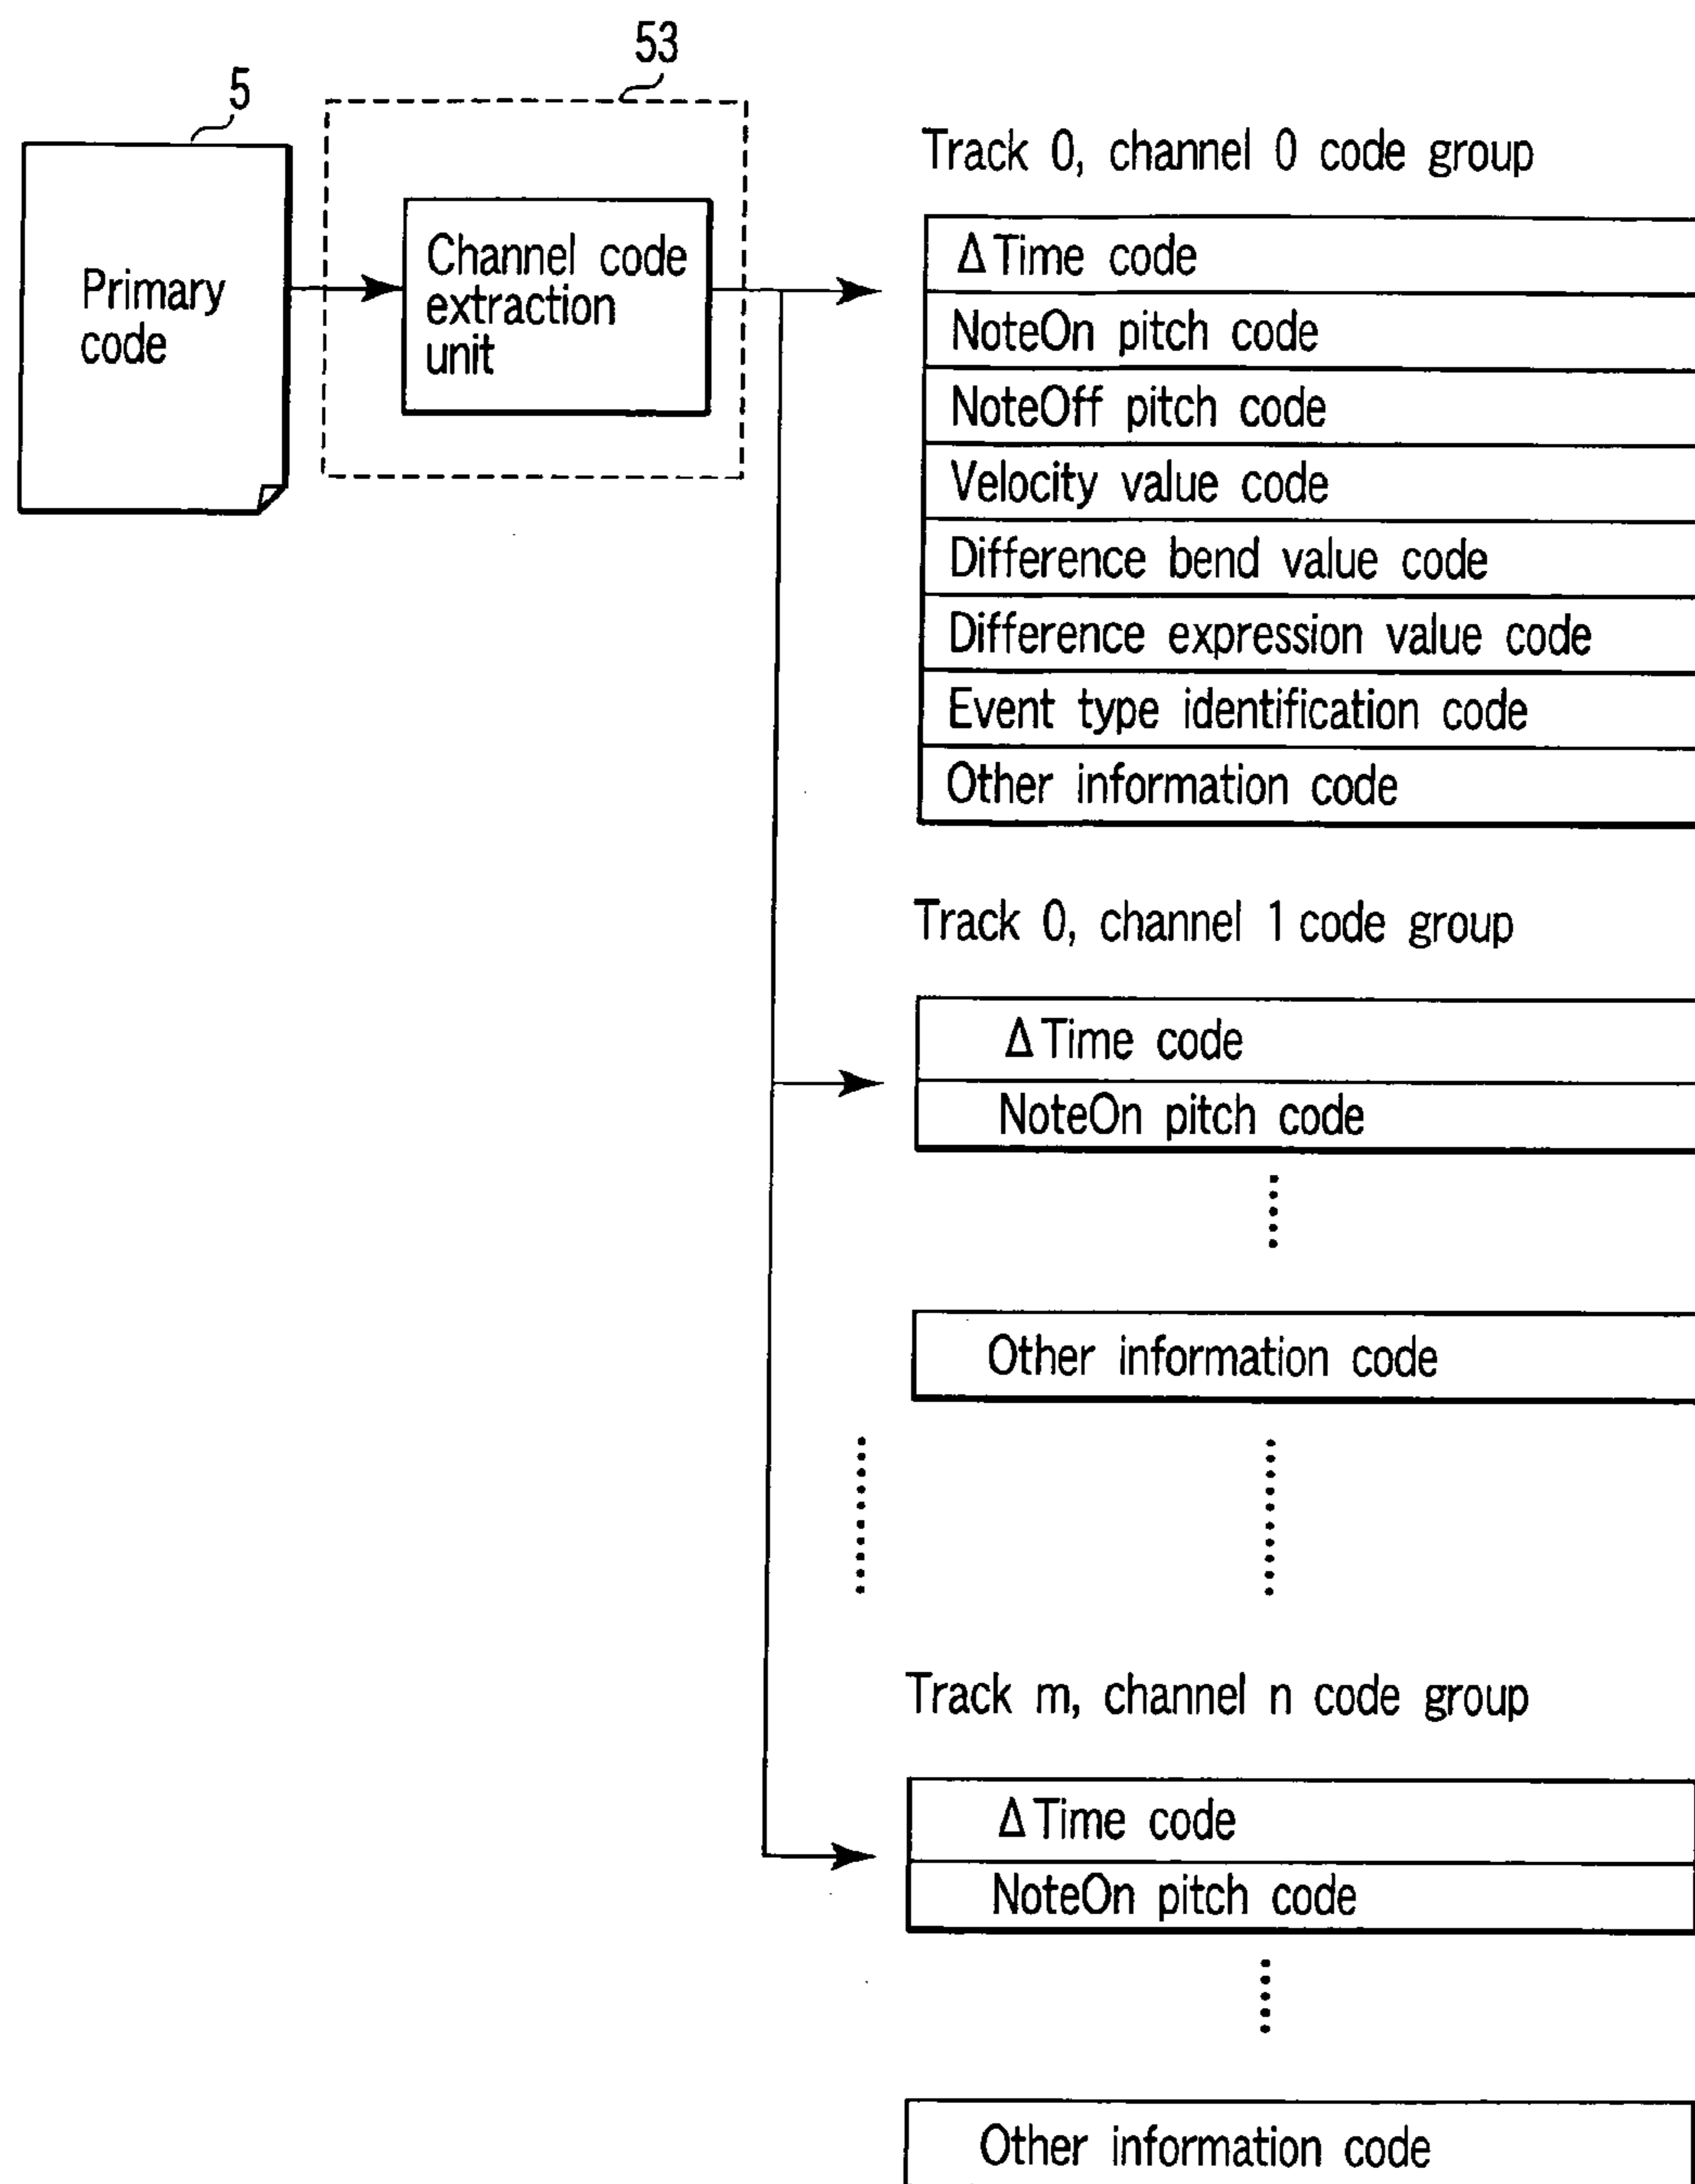 53
5
Primary
code
Channel code
extraction
unit
Track 0, channel 0 code group
Δ Time code
NoteOn pitch code
NoteOff pitch code
Velocity value code
Difference bend value code
Difference expression value code
Event type identification code
Other information code
Track 0, channel 1 code group
Δ Time code
NoteOn pitch code
Other information code
Track m, channel n code group
Δ Time code
NoteOn pitch code
Other information code